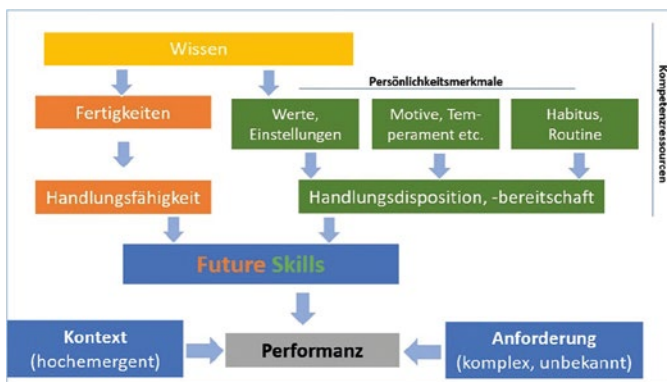 Wissen
Persönlichkeitsmerkmale
Kompetenzressourcen
Fertigkeiten
Werte,
Einstellungen
Motive, Tem-
perament etc.
Habitus,
Routine
Handlungsfähigkeit
Handlungsdisposition, -bereitschaft
Future Skills
Kontext
(hochemergent)
Performanz
Anforderung
(komplex, unbekannt)